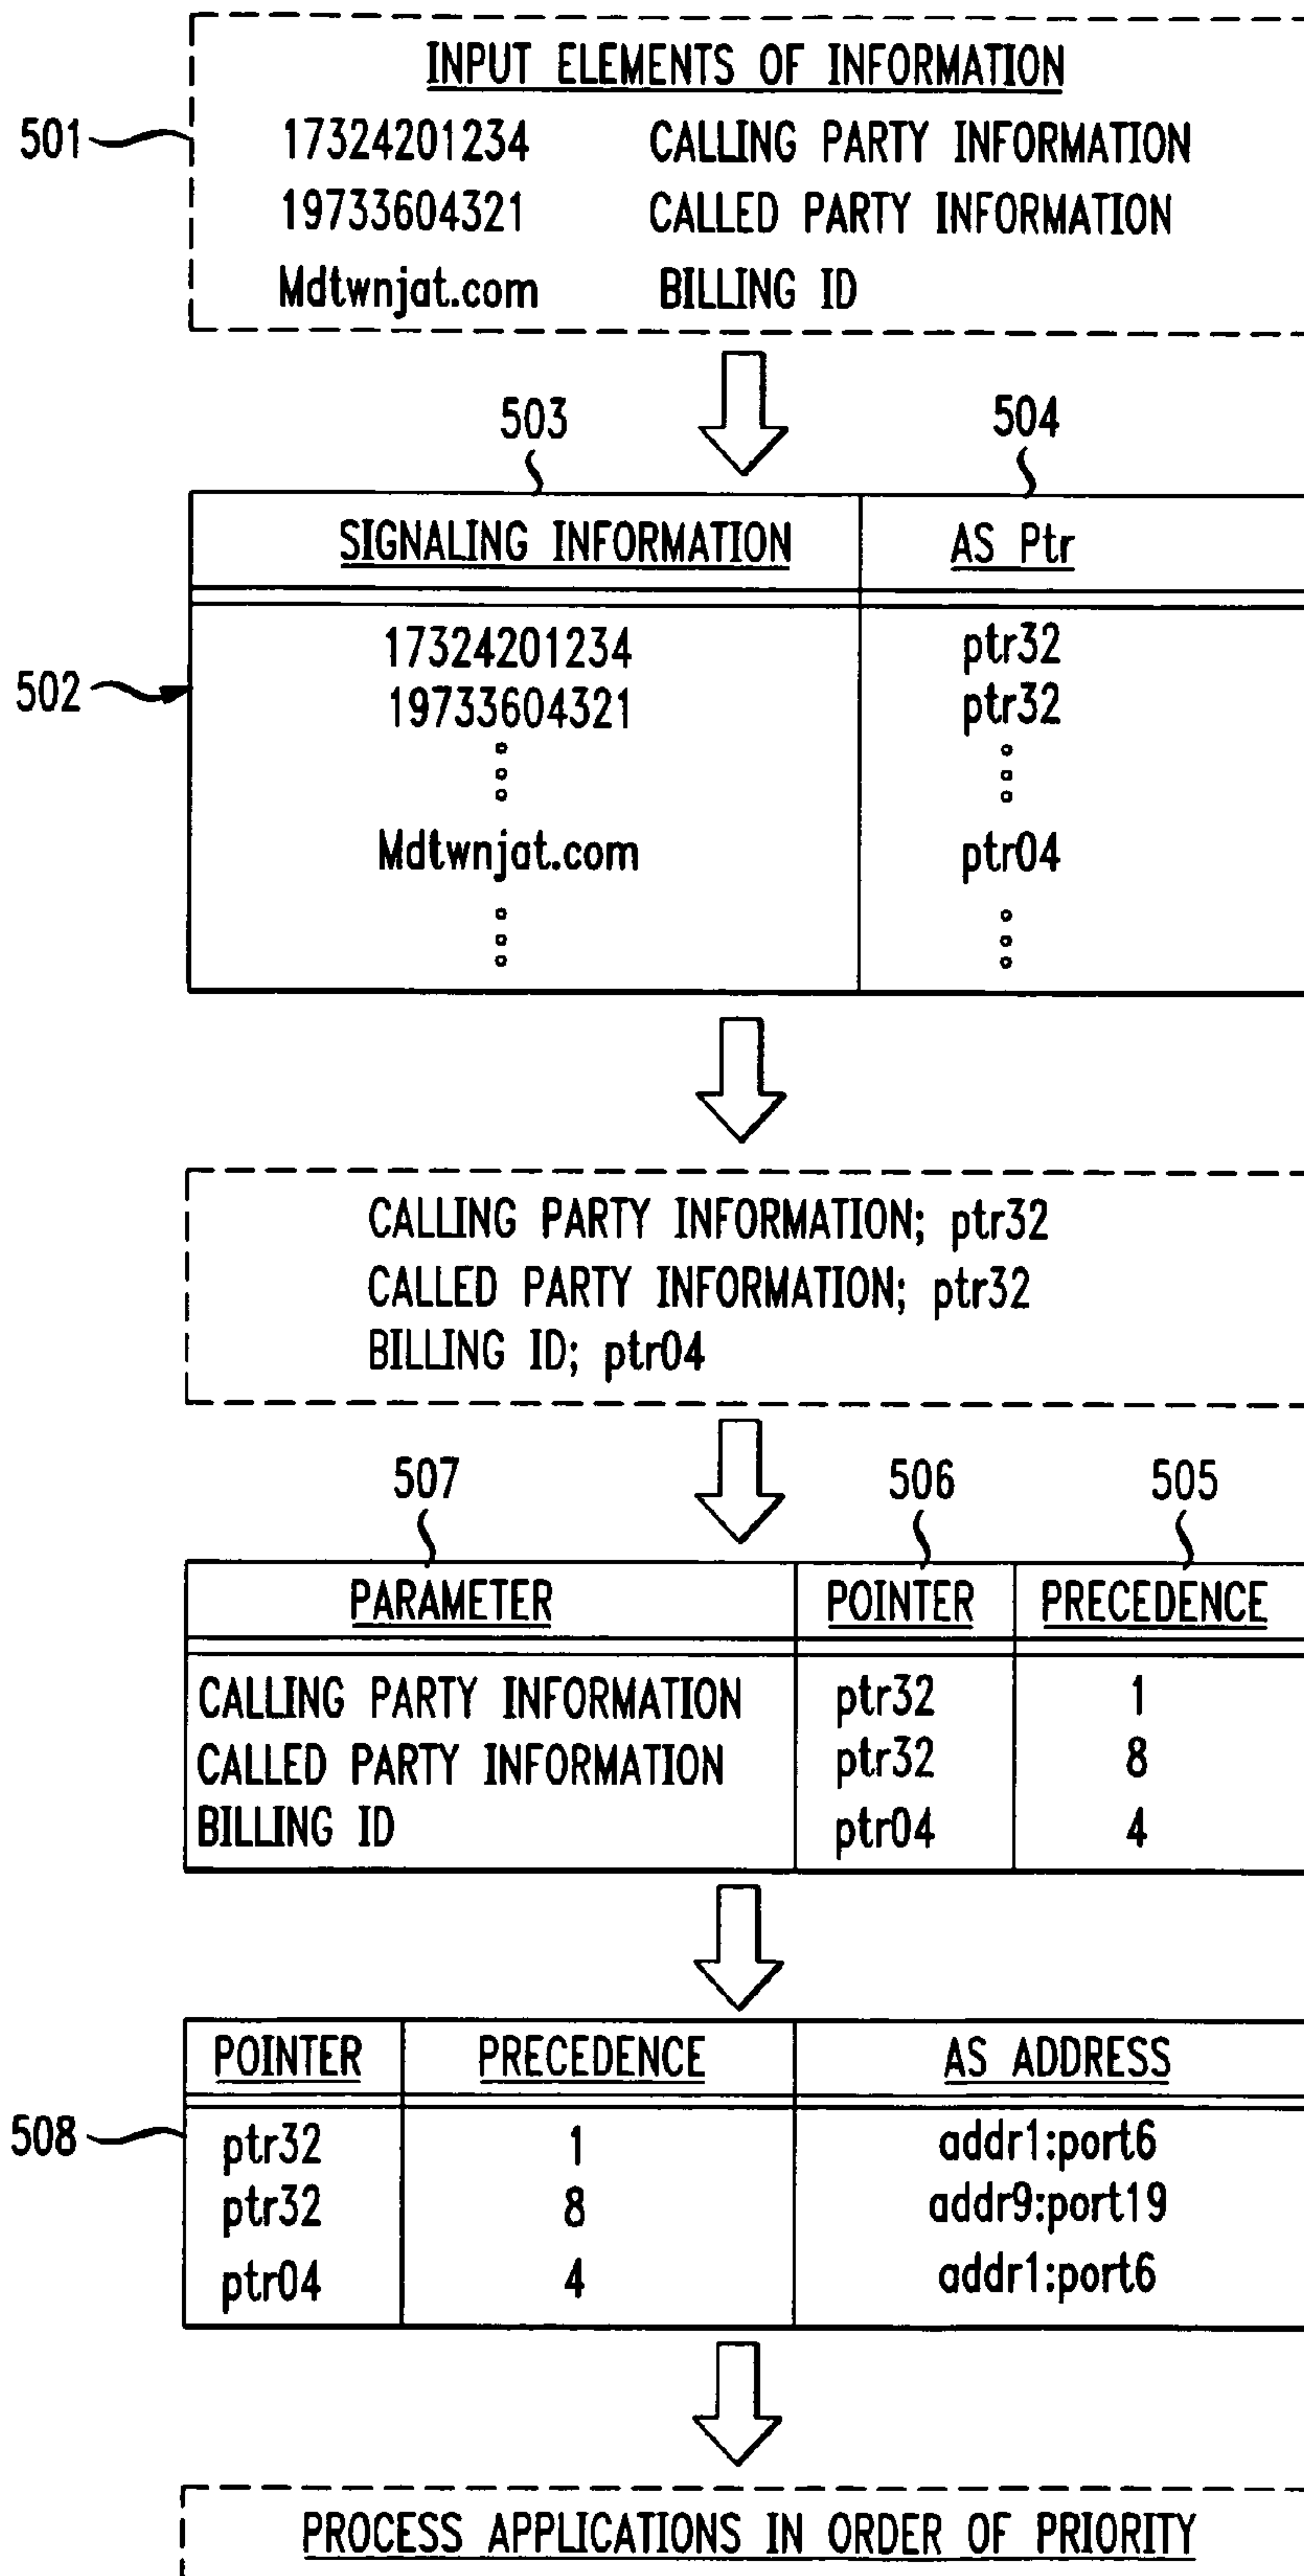 INPUT ELEMENTS OF INFORMATION
501
17324201234 CALLING PARTY INFORMATION
19733604321 CALLED PARTY INFORMATION
Mdtwnjat.com BILLING ID
503 504
SIGNALING INFORMATION AS Ptr
17324201234 ptr32
502
19733604321 ptr32
Mdtwnjat.com ptr04
CALLING PARTY INFORMATION; ptr32
CALLED PARTY INFORMATION; ptr32
BILLING ID; ptr04
507 506 505
PARAMETER POINTER PRECEDENCE
CALLING PARTY INFORMATION ptr32 1
CALLED PARTY INFORMATION ptr32 8
BILLING ID ptr04 4
POINTER PRECEDENCE AS ADDRESS
508
ptr32 1 addr1:port6
ptr32 8 addr9:port19
ptr04 4 addr1:port6
PROCESS APPLICATIONS IN ORDER OF PRIORITY